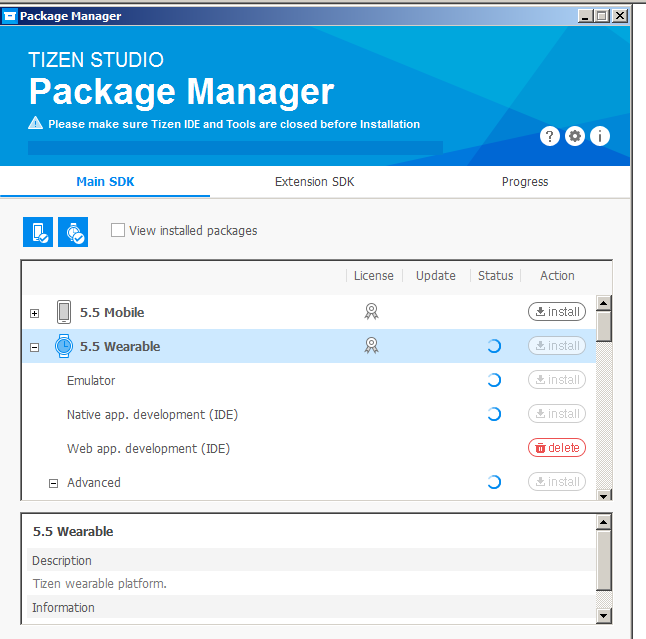 Package Manager
TIZEN STUDIO
Package Manager
Please make sure Tizen IDE and Tools are closed before Installation
? i
Main SDK Extension SDK Progress
View installed packages
License Update Status Action
5.5 Mobile install
5.5 Wearable install
Emulator install
Native app. development (IDE) install
Web app. development (IDE) delete
Advanced install
5.5 Wearable
Description
Tizen wearable platform.
Information